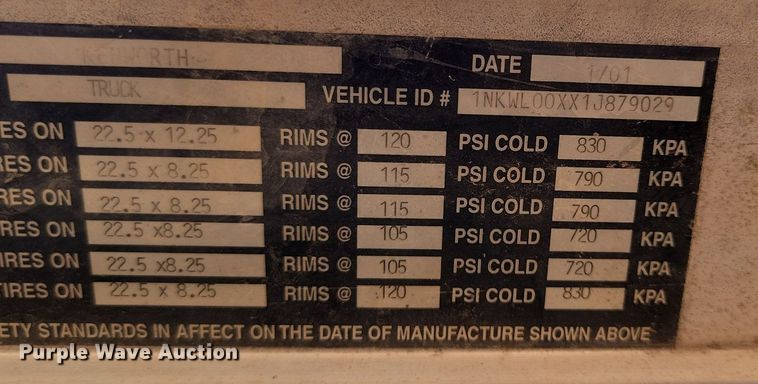 KENWORTH DATE 1/01
TRUCK VEHICLE ID # 1NKWL00XX1J879029
RES ON 22.5 x 12.25 RIMS @ 120 PSI COLD 830 KPA
RES ON 22.5 x 8.25 RIMS @ 115 PSI COLD 790 KPA
RES ON 22.5 x 8.25 RIMS @ 115 PSI COLD 790 KPA
RES ON 22.5 x8.25 RIMS @ 105 PSI COLD 720 KPA
RES ON 22.5 x8.25 RIMS @ 105 PSI COLD 720 KPA
TIRES ON 22.5 x 8.25 RIMS @ 120 PSI COLD 830 KPA
ETY STANDARDS IN AFFECT ON THE DATE OF MANUFACTURE SHOWN ABOVE
Purple Wave Auction